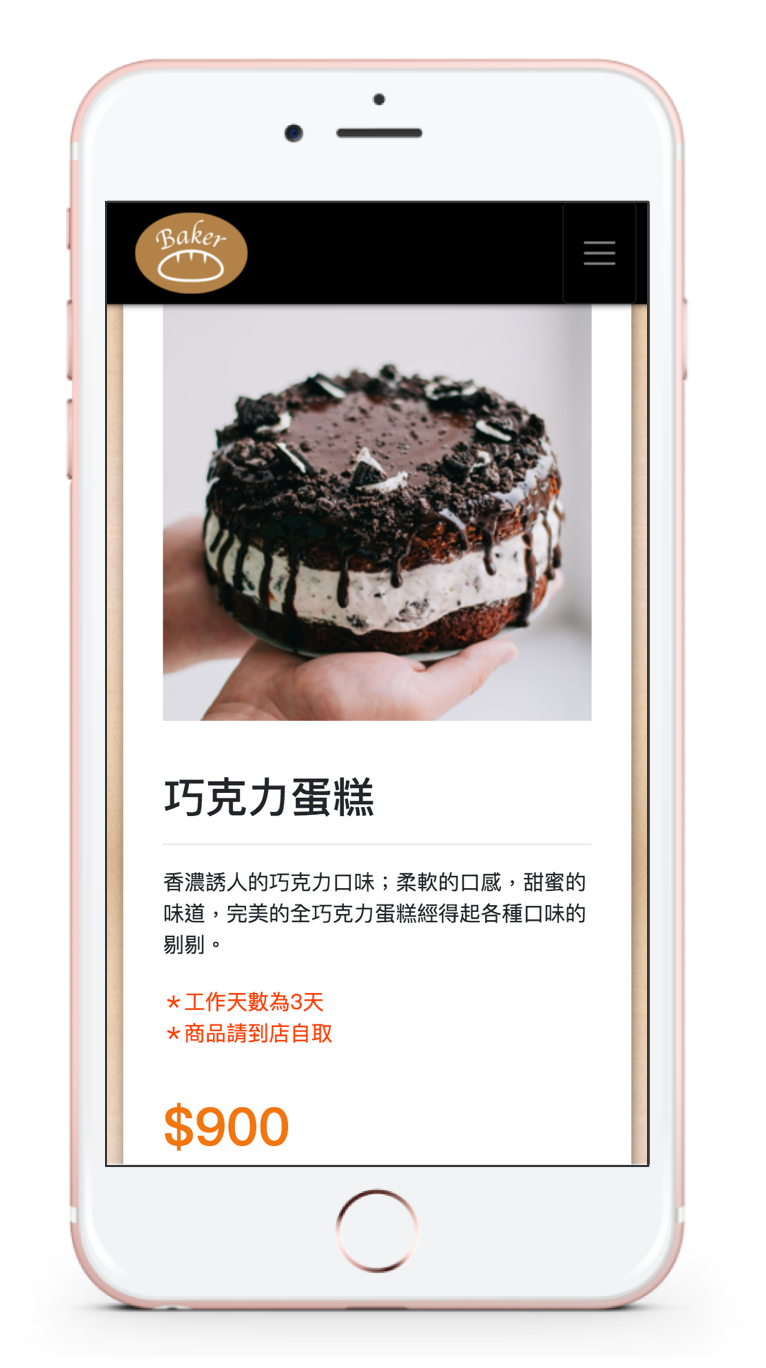 Baker
巧克力蛋糕
香濃誘人的巧克力口味；柔軟的口感，甜蜜的
味道，完美的全巧克力蛋糕經得起各種口味的
剔剔。
＊工作天數為3天
＊商品請到店自取
$900